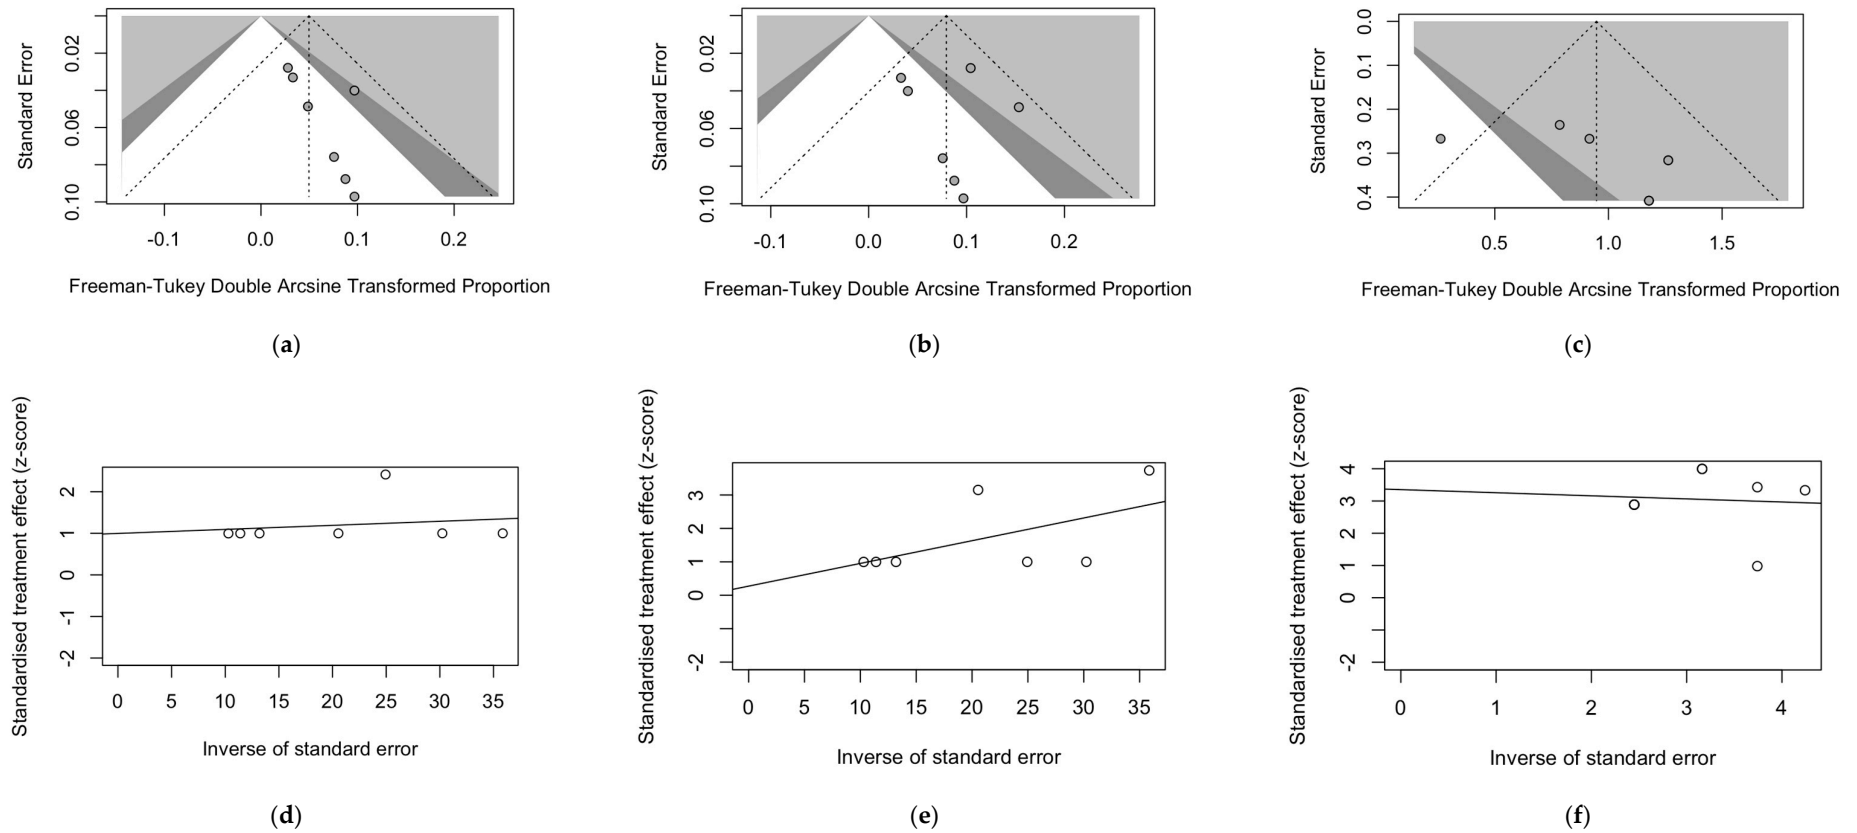 Standard Error
0.02
0.06
0.10
-0.1 0.0 0.1 0.2
Freeman-Tukey Double Arcsine Transformed Proportion
(a)
Standard Error
0.02
0.06
0.10
-0.1 0.0 0.1 0.2
Freeman-Tukey Double Arcsine Transformed Proportion
(b)
Standard Error
0.0
0.1
0.2
0.3
0.4
0.5 1.0 1.5
Freeman-Tukey Double Arcsine Transformed Proportion
(c)
Standardised treatment effect (z-score)
2
1
0
-1
-2
0 5 10 15 20 25 30 35
Inverse of standard error
(d)
Standardised treatment effect (z-score)
3
2
1
0
-2
0 5 10 15 20 25 30 35
Inverse of standard error
(e)
Standardised treatment effect (z-score)
4
3
2
1
0
-2
0 1 2 3 4
Inverse of standard error
(f)